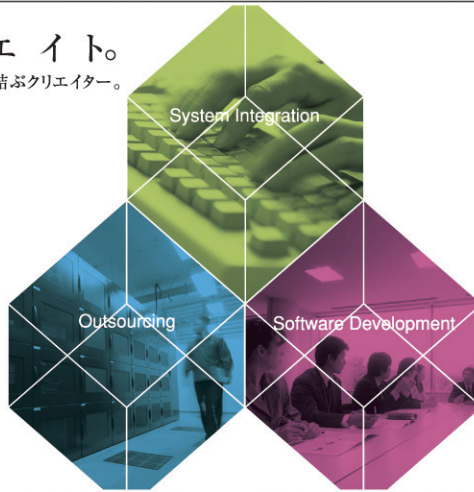 エイト。
結ぶクリエイター。
System Integration
Outsourcing
Software Development